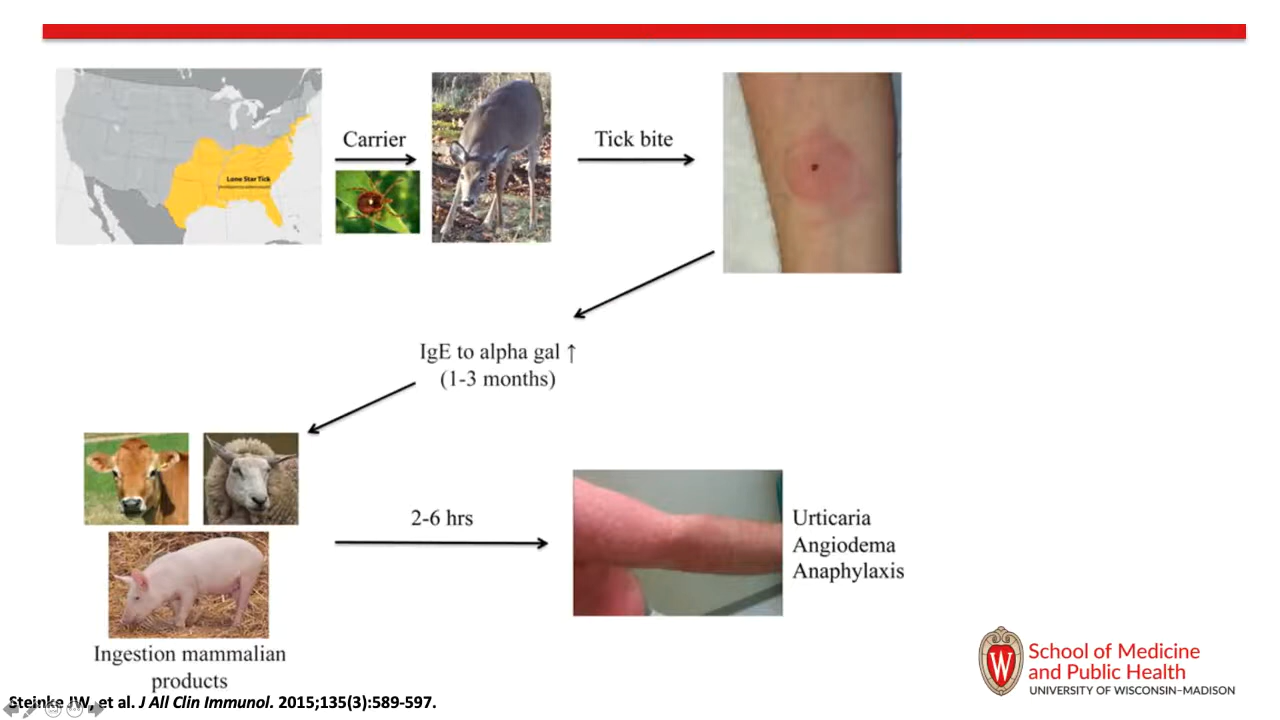 Lone Star Tick
Carrier
Tick bite
IgE to alpha gal ↑
(1-3 months)
2-6 hrs
Urticaria
Angiodema
Anaphylaxis
Ingestion mammalian
products
Steinke JW, et al. J All Clin Immunol. 2015;135(3):589-597.
W
School of Medicine
and Public Health
UNIVERSITY OF WISCONSIN–MADISON